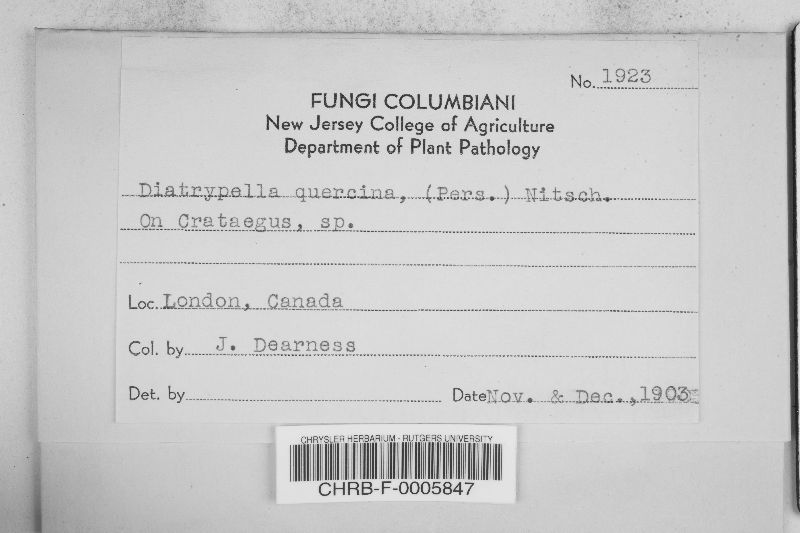 No. 1923
FUNGI COLUMBIANI
New Jersey College of Agriculture
Department of Plant Pathology
Diatrypella quercina, (Pers.) Nitsch.
On Crataegus, sp.
Loc. London, Canada
Col. by J. Dearness
Det. by
Date Nov. & Dec., 1903
CHRYSLER HERBARIUM - RUTGERS UNIVERSITY
CHRB-F-0005847